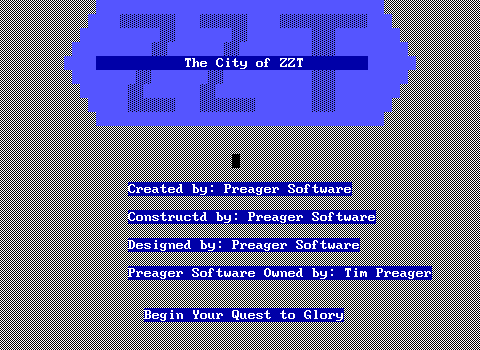 ZZT
The City of ZZT
Created by: Preager Software
Constructd by: Preager Software
Designed by: Preager Software
Preager Software Owned by: Tim Preager
Begin Your Quest to Glory